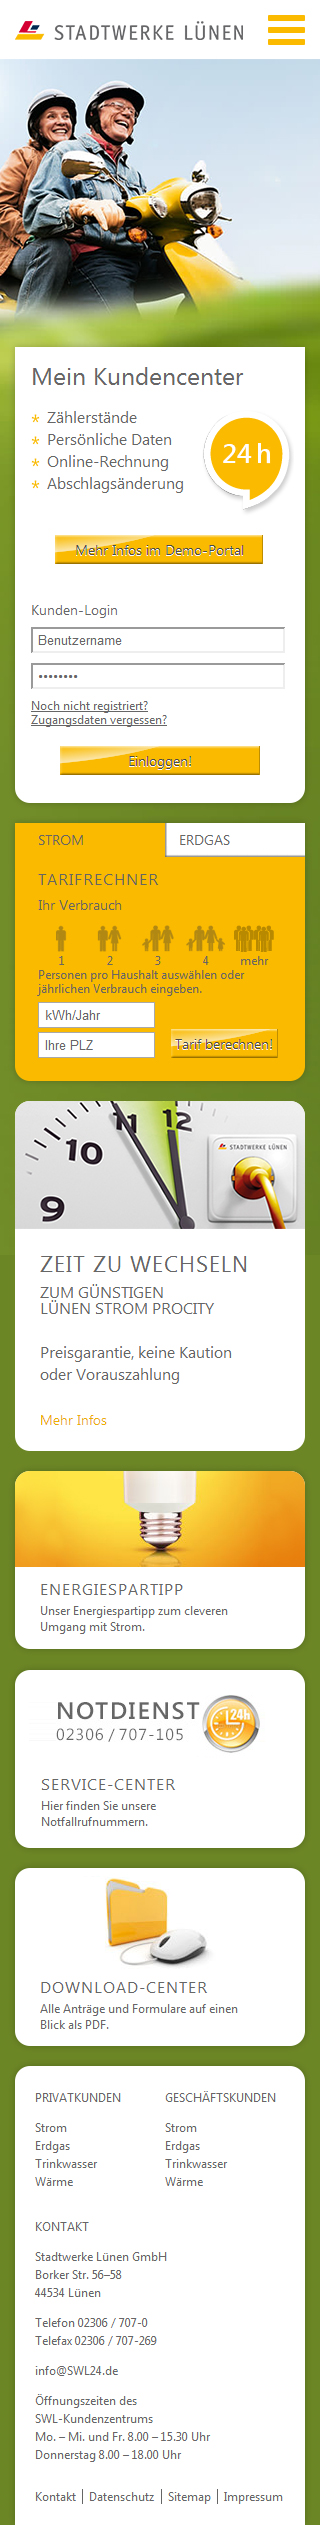 STADTWERKE LÜNEN
Mein Kundencenter
* Zählerstände
* Persönliche Daten
* Online-Rechnung
* Abschlagsänderung
24h
Mehr Infos im Demo-Portal
Kunden-Login
Benutzername
••••••••
Noch nicht registriert?
Zugangsdaten vergessen?
Einloggen!
STROM
ERDGAS
TARIFRECHNER
Ihr Verbrauch
1 2 3 4 mehr
Personen pro Haushalt auswählen oder
jährlichen Verbrauch eingeben.
kWh/Jahr
Ihre PLZ
Tarif berechnen!
10 11 12
9
STADTWERKE LÜNEN
ZEIT ZU WECHSELN
ZUM GÜNSTIGEN
LÜNEN STROM PROCITY
Preisgarantie, keine Kaution
oder Vorauszahlung
Mehr Infos
ENERGIESPARTIPP
Unser Energiespartipp zum cleveren
Umgang mit Strom.
NOTDIENST
02306 / 707-105
24h
SERVICE-CENTER
Hier finden Sie unsere
Notfallrufnummern.
DOWNLOAD-CENTER
Alle Anträge und Formulare auf einen
Blick als PDF.
PRIVATKUNDEN
Strom
Erdgas
Trinkwasser
Wärme
GESCHÄFTSKUNDEN
Strom
Erdgas
Trinkwasser
Wärme
KONTAKT
Stadtwerke Lünen GmbH
Borker Str. 56–58
44534 Lünen
Telefon 02306 / 707-0
Telefax 02306 / 707-269
info@SWL24.de
Öffnungszeiten des
SWL-Kundenzentrums
Mo. – Mi. und Fr. 8.00 – 15.30 Uhr
Donnerstag 8.00 – 18.00 Uhr
Kontakt | Datenschutz | Sitemap | Impressum